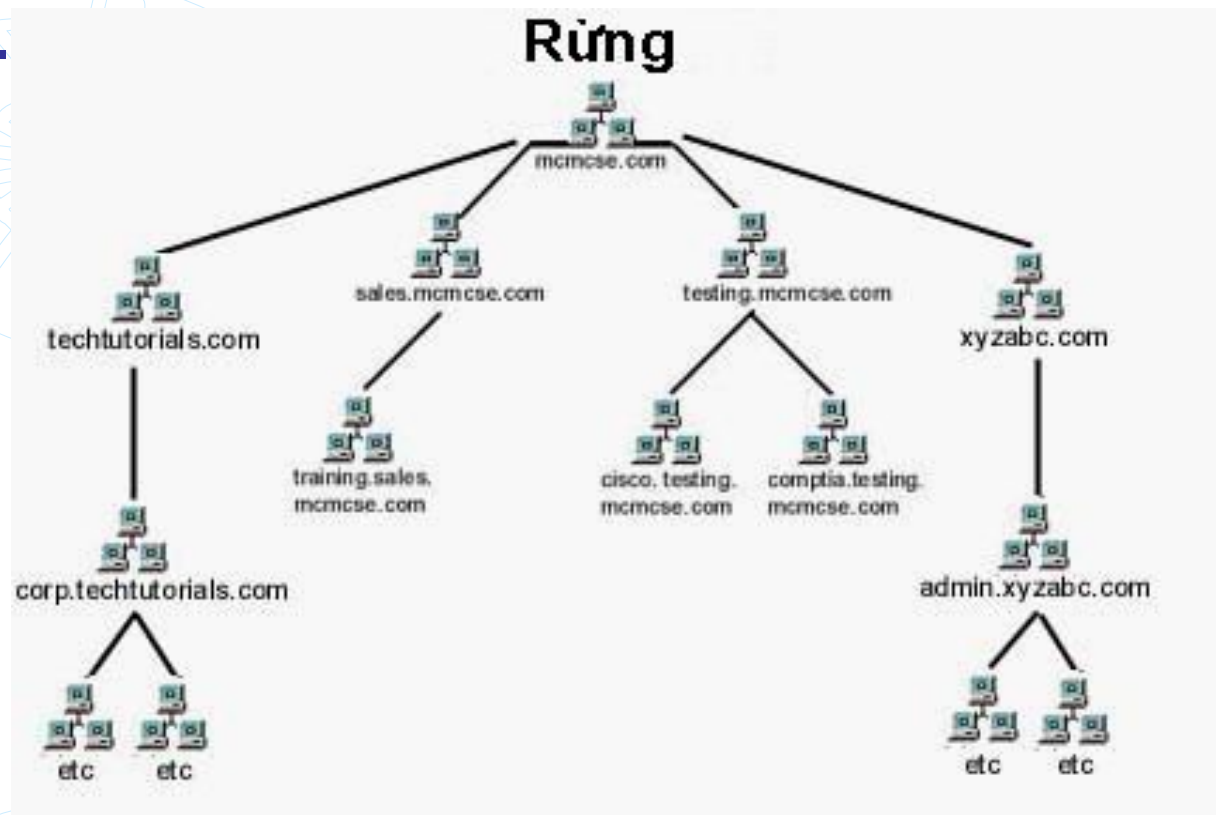 Rừng
mcmcse.com
sales.mcmcse.com
testing.mcmcse.com
techtutorials.com
xyzabc.com
training.sales.
mcmcse.com
cisco. testing.
mcmcse.com
comptia.testing.
mcmcse.com
corp.techtutorials.com
admin.xyzabc.com
etc
etc
etc
etc